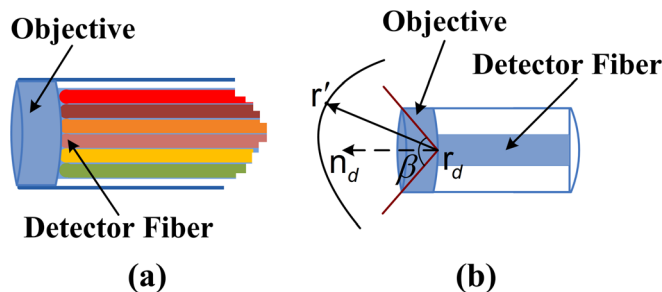 Objective
Detector Fiber
(a)
Objective
Detector Fiber
r′
n_d
β
r_d
(b)